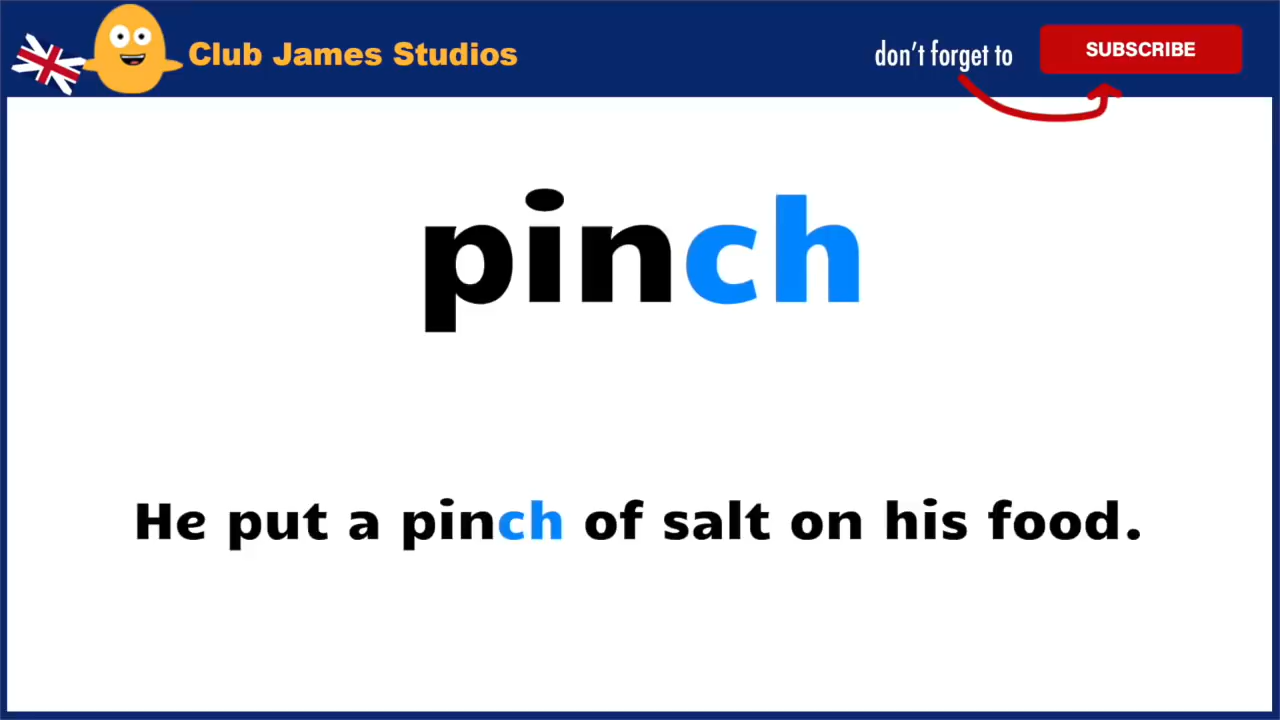 Club James Studios
don't forget to
SUBSCRIBE
pinch
He put a pinch of salt on his food.